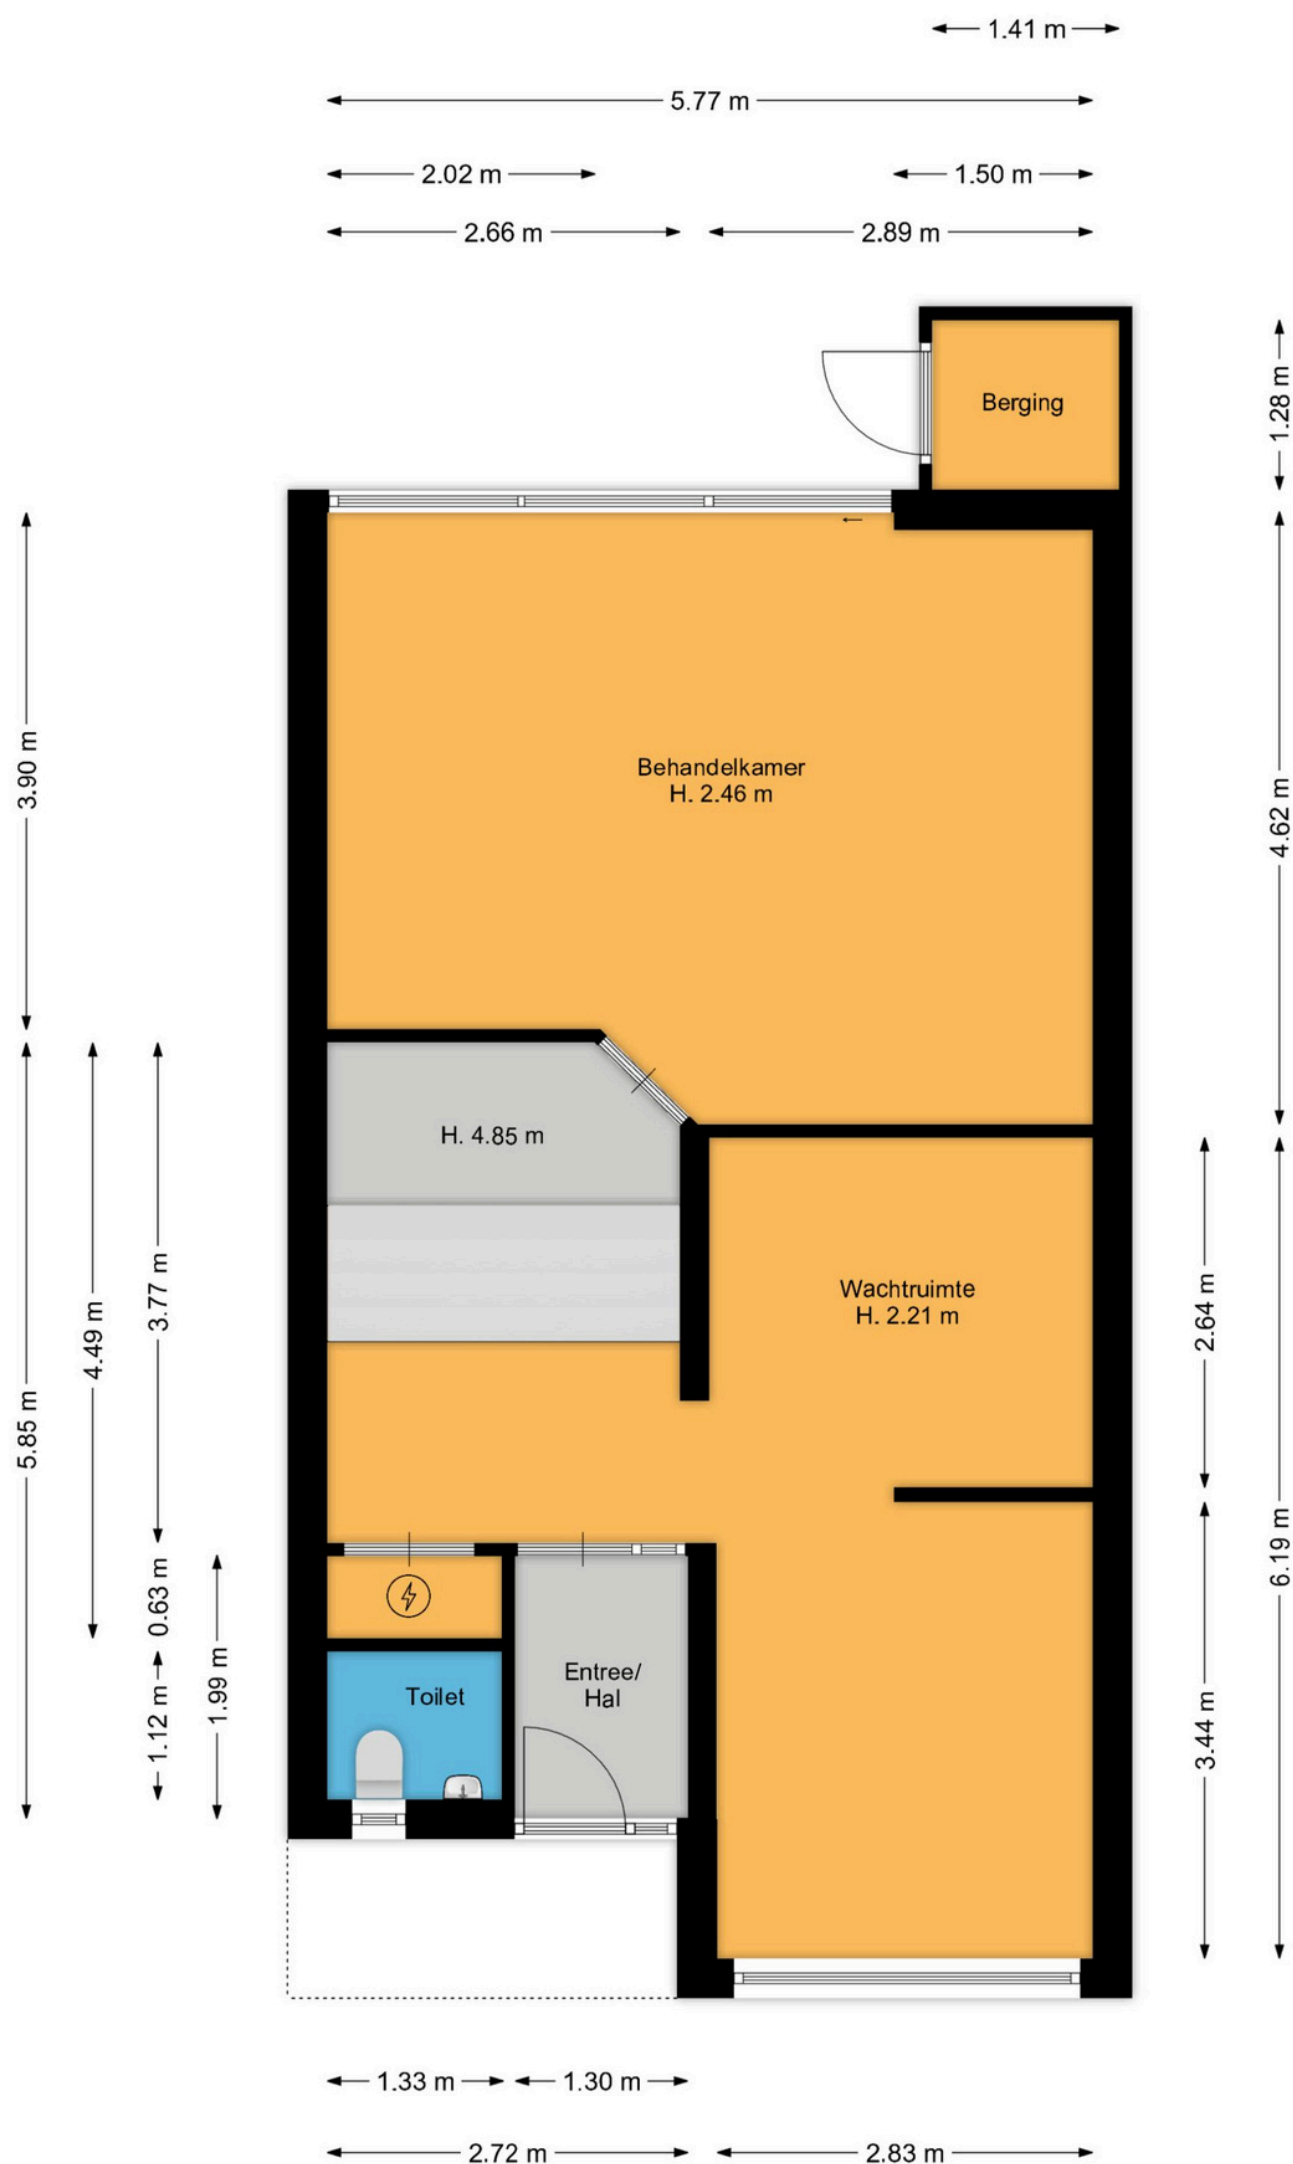 1.41 m
5.77 m
2.02 m
1.50 m
2.66 m
2.89 m
Berging
1.28 m
3.90 m
Behandelkamer
H. 2.46 m
4.62 m
H. 4.85 m
Wachtruimte
H. 2.21 m
5.85 m
4.49 m
3.77 m
2.64 m
6.19 m
0.63 m
1.12 m
1.99 m
Toilet
Entree/
Hal
3.44 m
1.33 m
1.30 m
2.72 m
2.83 m